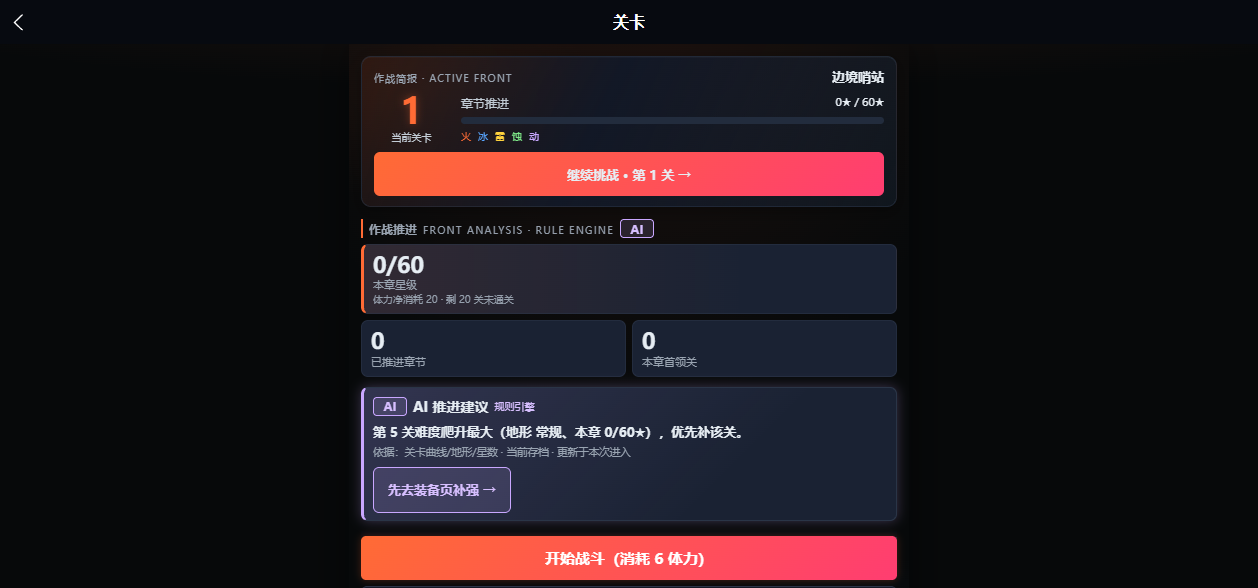 关卡
作战简报 · ACTIVE FRONT
边境哨站
1
当前关卡
章节推进
0★ / 60★
火 冰 雷 蚀 动
继续挑战 • 第 1 关 →
作战推进 FRONT ANALYSIS · RULE ENGINE AI
0/60
本章星级
体力净消耗 20 · 剩 20 关未通关
0
已推进章节
0
本章首领关
AI AI 推进建议 规则引擎
第 5 关难度爬升最大（地形 常规、本章 0/60★），优先补该关。
依据：关卡曲线/地形/星数 · 当前存档 · 更新于本次进入
先去装备页补强 →
开始战斗（消耗 6 体力）